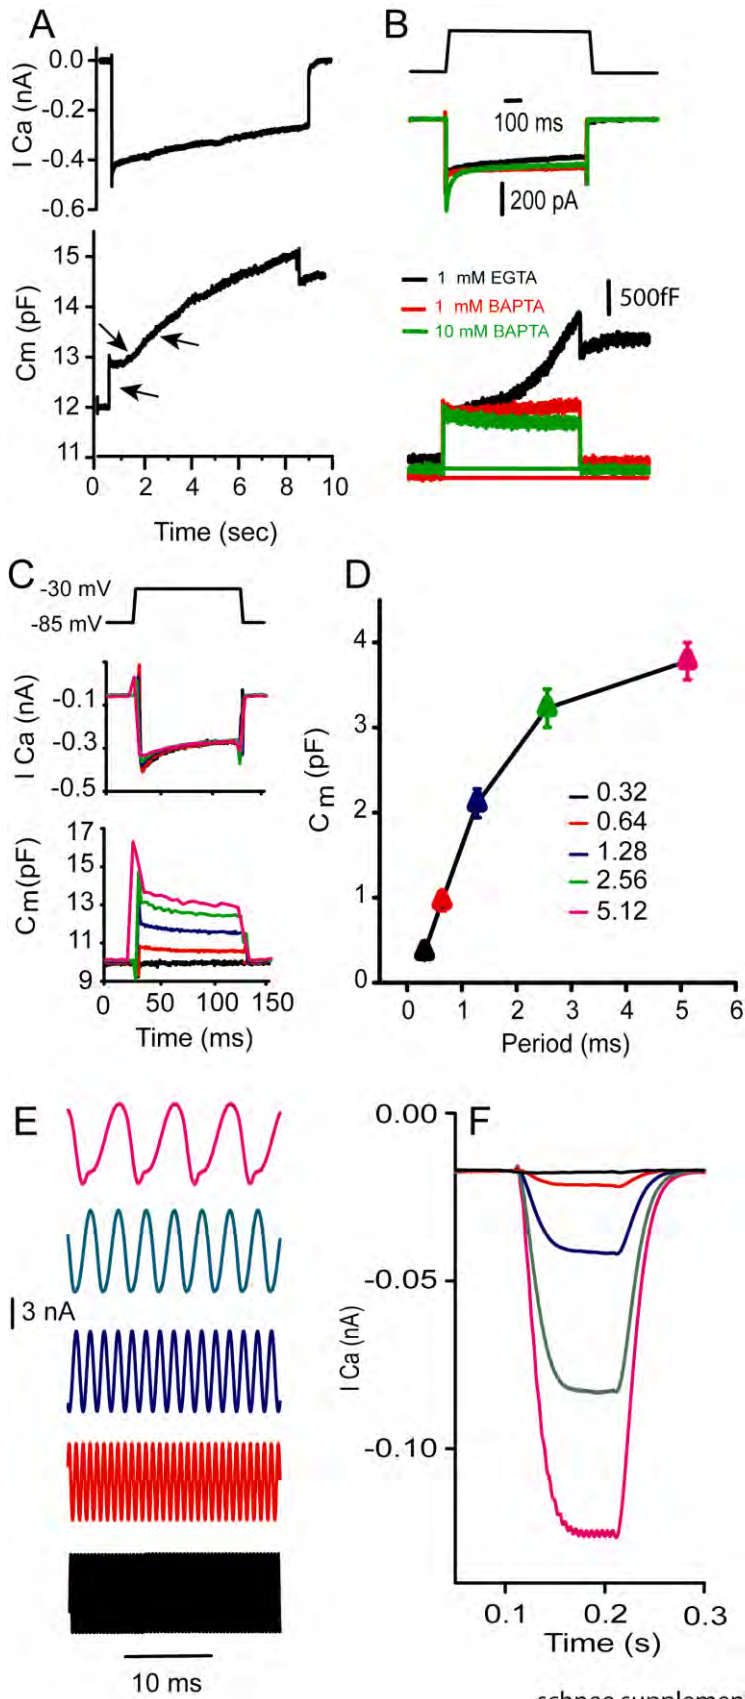 A
I Ca (nA)
0.0
-0.2
-0.4
-0.6
Cm (pF)
15
14
13
12
11
0 2 4 6 8 10
Time (sec)
B
100 ms
200 pA
1 mM EGTA
1 mM BAPTA
10 mM BAPTA
500fF
C
-30 mV
-85 mV
I Ca (nA)
-0.1
-0.3
-0.5
Cm(pF)
17
15
13
11
9
0 50 100 150
Time (ms)
D
Cm (pF)
4
3
2
1
0
0.32
0.64
1.28
2.56
5.12
0 1 2 3 4 5 6
Period (ms)
E
3 nA
10 ms
F
I Ca (nA)
0.00
-0.05
-0.10
0.1 0.2 0.3
Time (s)